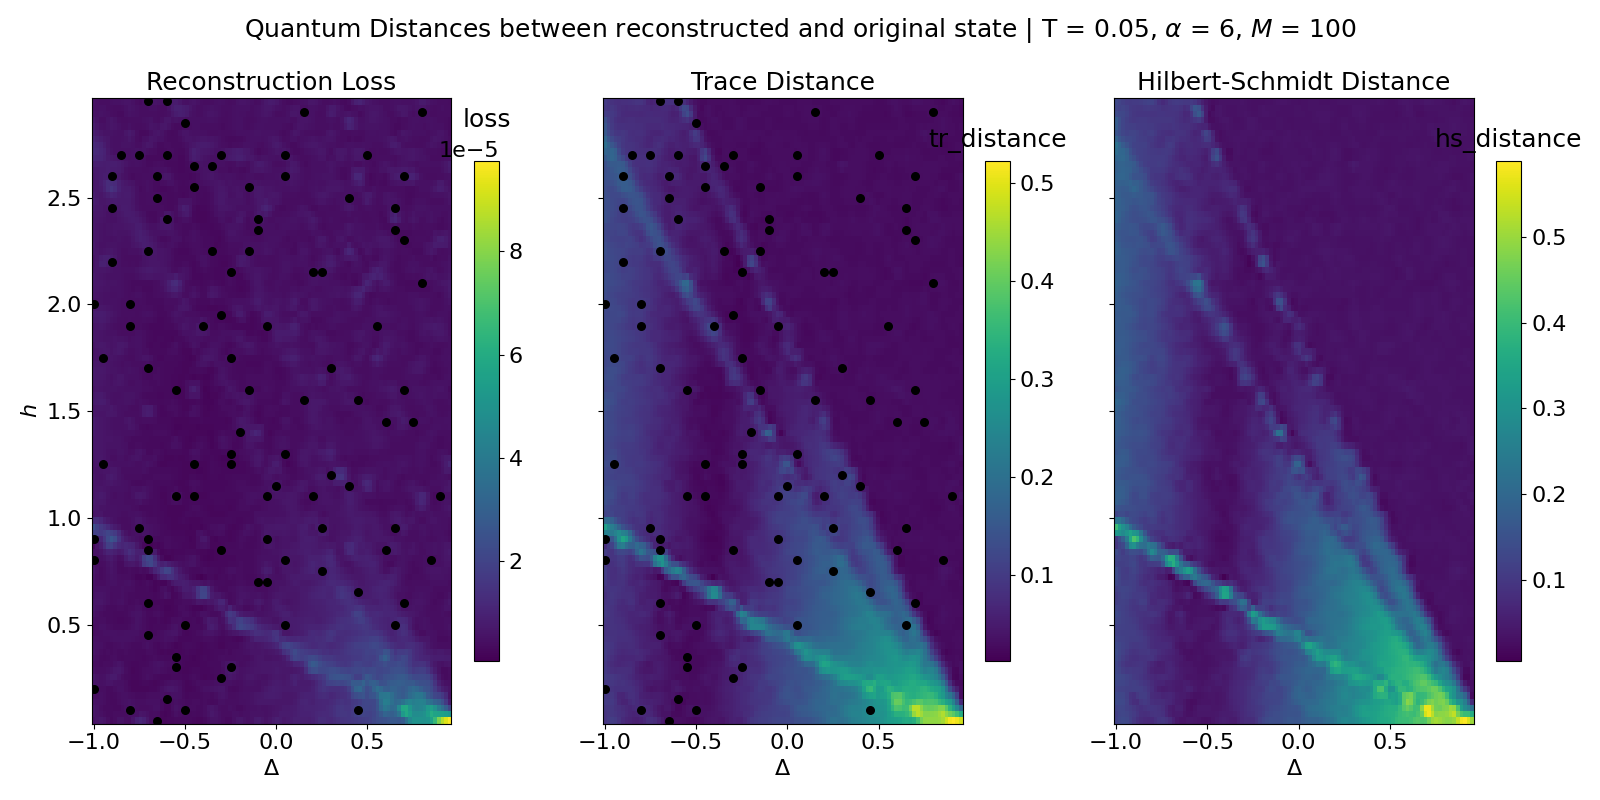 Quantum Distances between reconstructed and original state | T = 0.05, α = 6, M = 100
Reconstruction Loss
Trace Distance
Hilbert-Schmidt Distance
loss
1e−5
8
6
4
2
h
2.5
2.0
1.5
1.0
0.5
−1.0
−0.5
0.0
0.5
Δ
tr_distance
0.5
0.4
0.3
0.2
0.1
−1.0
−0.5
0.0
0.5
Δ
hs_distance
0.5
0.4
0.3
0.2
0.1
−1.0
−0.5
0.0
0.5
Δ